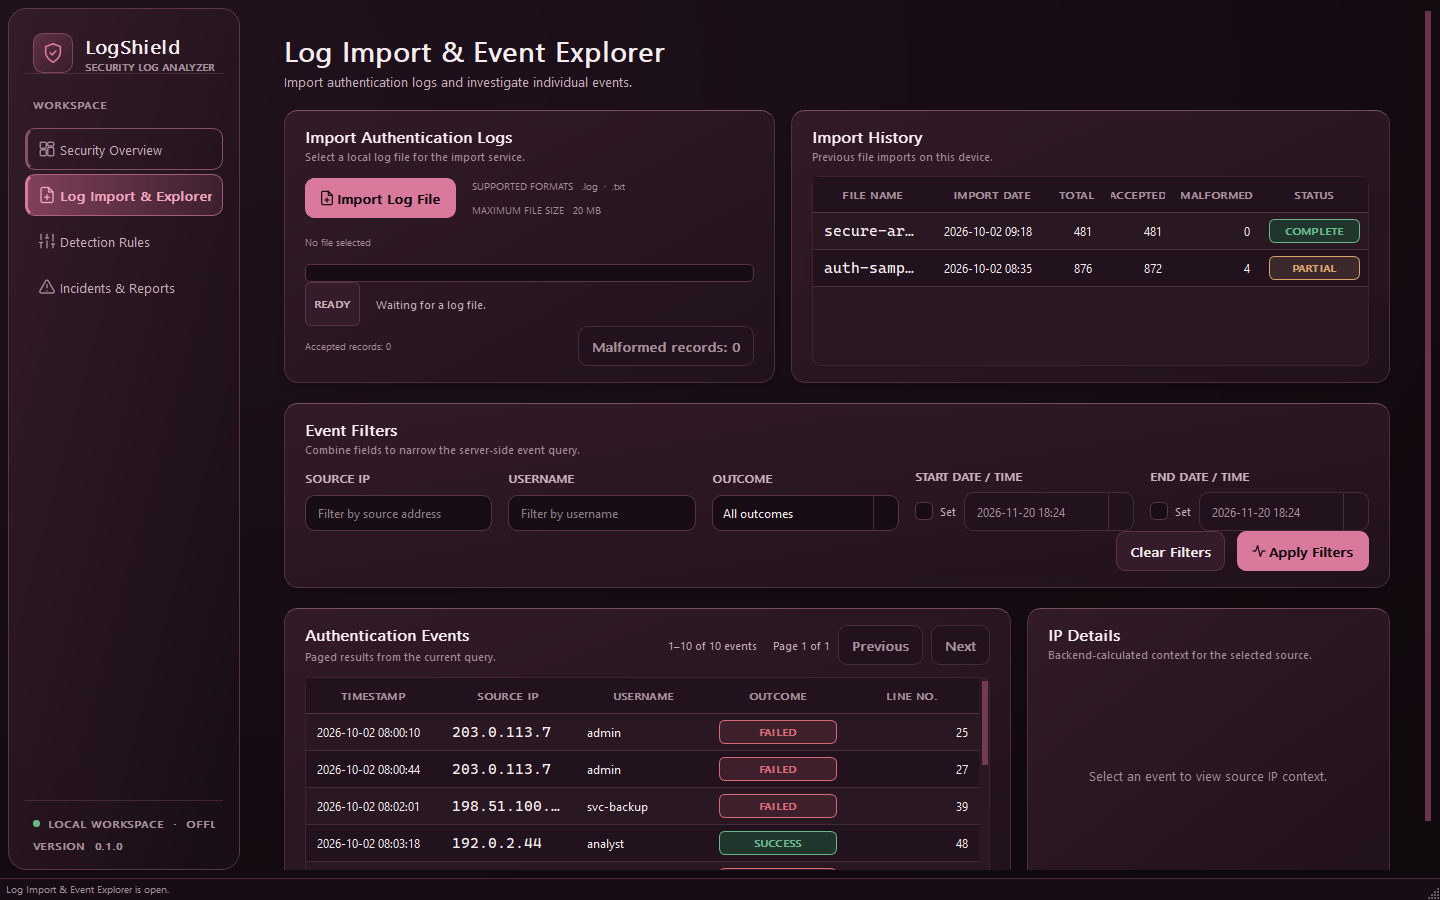 LogShield
SECURITY LOG ANALYZER
WORKSPACE
Security Overview
Log Import & Explorer
Detection Rules
Incidents & Reports
LOCAL WORKSPACE · OFFL
VERSION 0.1.0
Log Import & Event Explorer
Import authentication logs and investigate individual events.
Import Authentication Logs
Select a local log file for the import service.
Import Log File
SUPPORTED FORMATS .log · .txt
MAXIMUM FILE SIZE 20 MB
No file selected
READY Waiting for a log file.
Accepted records: 0
Malformed records: 0
Import History
Previous file imports on this device.
FILE NAME IMPORT DATE TOTAL ACCEPTED MALFORMED STATUS
secure-ar… 2026-10-02 09:18 481 481 0 COMPLETE
auth-samp… 2026-10-02 08:35 876 872 4 PARTIAL
Event Filters
Combine fields to narrow the server-side event query.
SOURCE IP USERNAME OUTCOME START DATE / TIME END DATE / TIME
Filter by source address Filter by username All outcomes Set 2026-11-20 18:24 Set 2026-11-20 18:24
Clear Filters Apply Filters
Authentication Events
Paged results from the current query.
1–10 of 10 events Page 1 of 1 Previous Next
TIMESTAMP SOURCE IP USERNAME OUTCOME LINE NO.
2026-10-02 08:00:10 203.0.113.7 admin FAILED 25
2026-10-02 08:00:44 203.0.113.7 admin FAILED 27
2026-10-02 08:02:01 198.51.100.… svc-backup FAILED 39
2026-10-02 08:03:18 192.0.2.44 analyst SUCCESS 48
IP Details
Backend-calculated context for the selected source.
Select an event to view source IP context.
Log Import & Event Explorer is open.